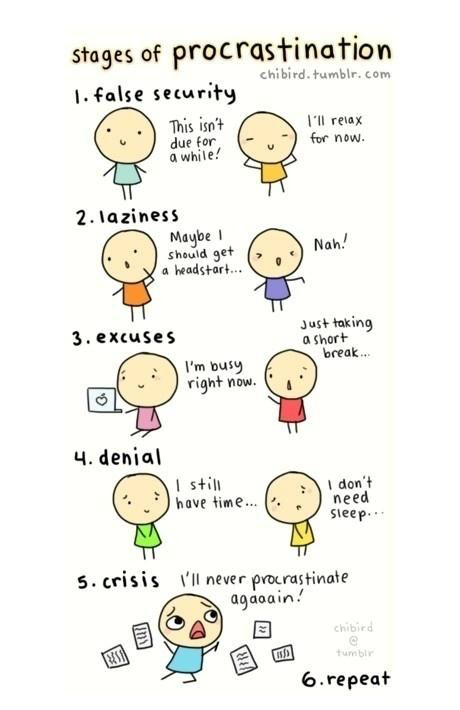 stages of procrastination
chibird.tumblr.com
1. false security
This isn't
due for
a while!
I'll relax
for now.
2. laziness
Maybe I
should get
a headstart...
Nah!
3. excuses
I'm busy
right now.
Just taking
a short
break...
4. denial
I still
have time...
I don't
need
sleep...
5. crisis
I'll never procrastinate
agaaain!
chibird
@
tumblr
6. repeat